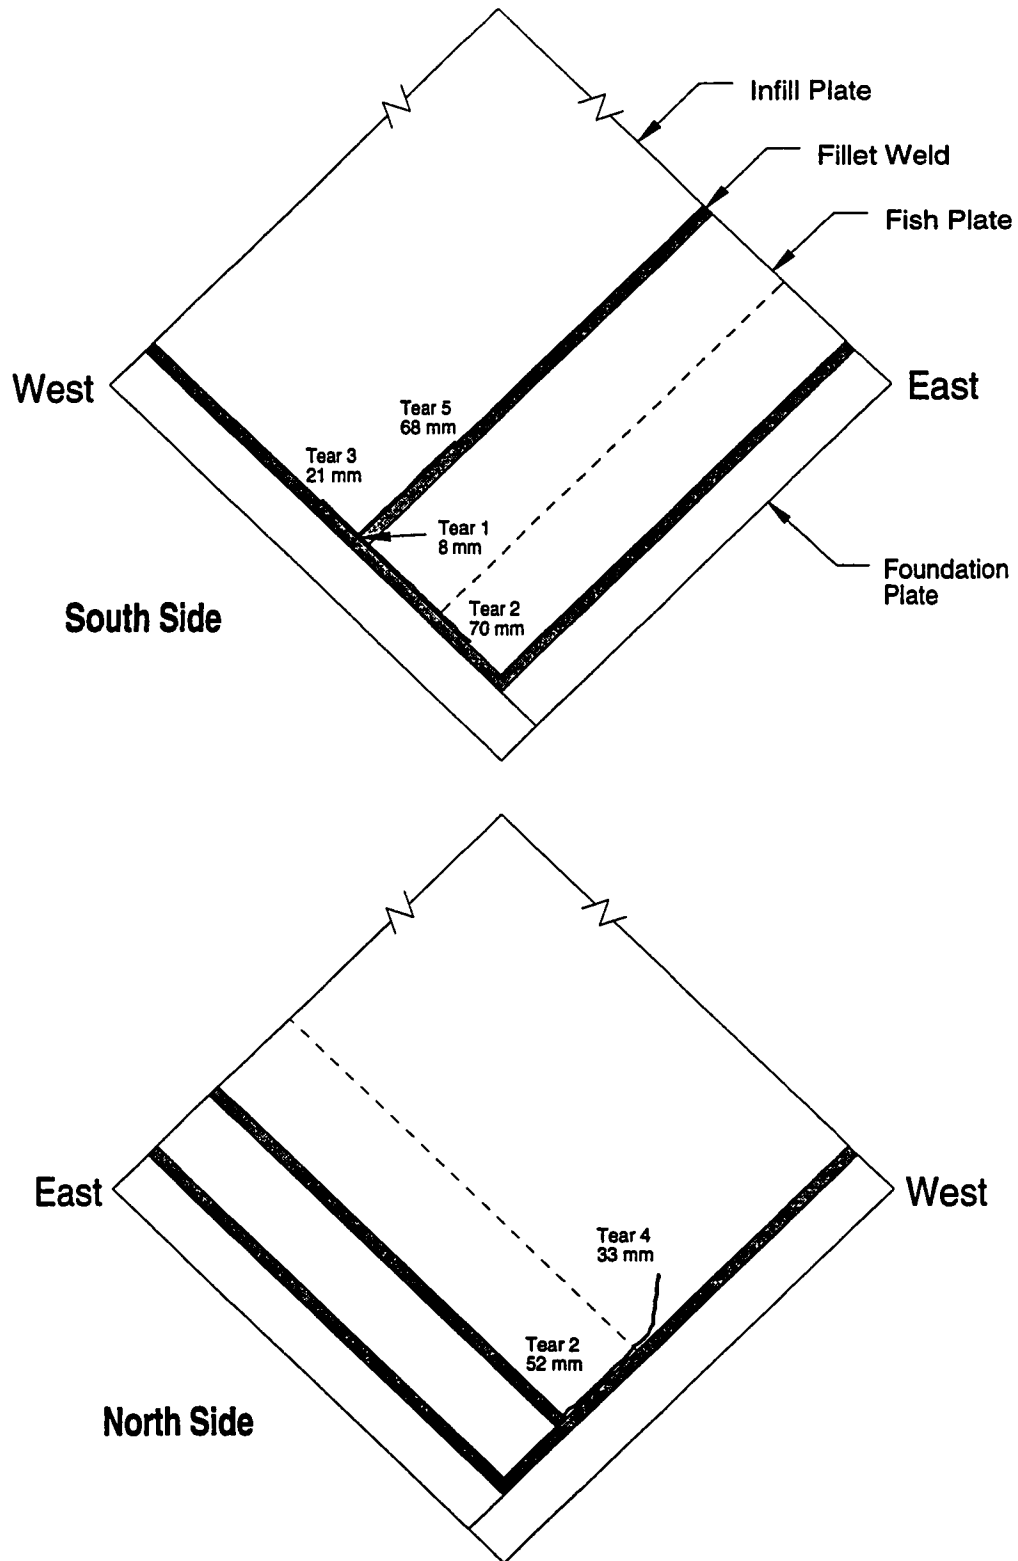 Infill Plate
Fillet Weld
Fish Plate
West
East
Tear 5
68 mm
Tear 3
21 mm
Tear 1
8 mm
Foundation
Plate
South Side
Tear 2
70 mm
East
West
Tear 4
33 mm
Tear 2
52 mm
North Side